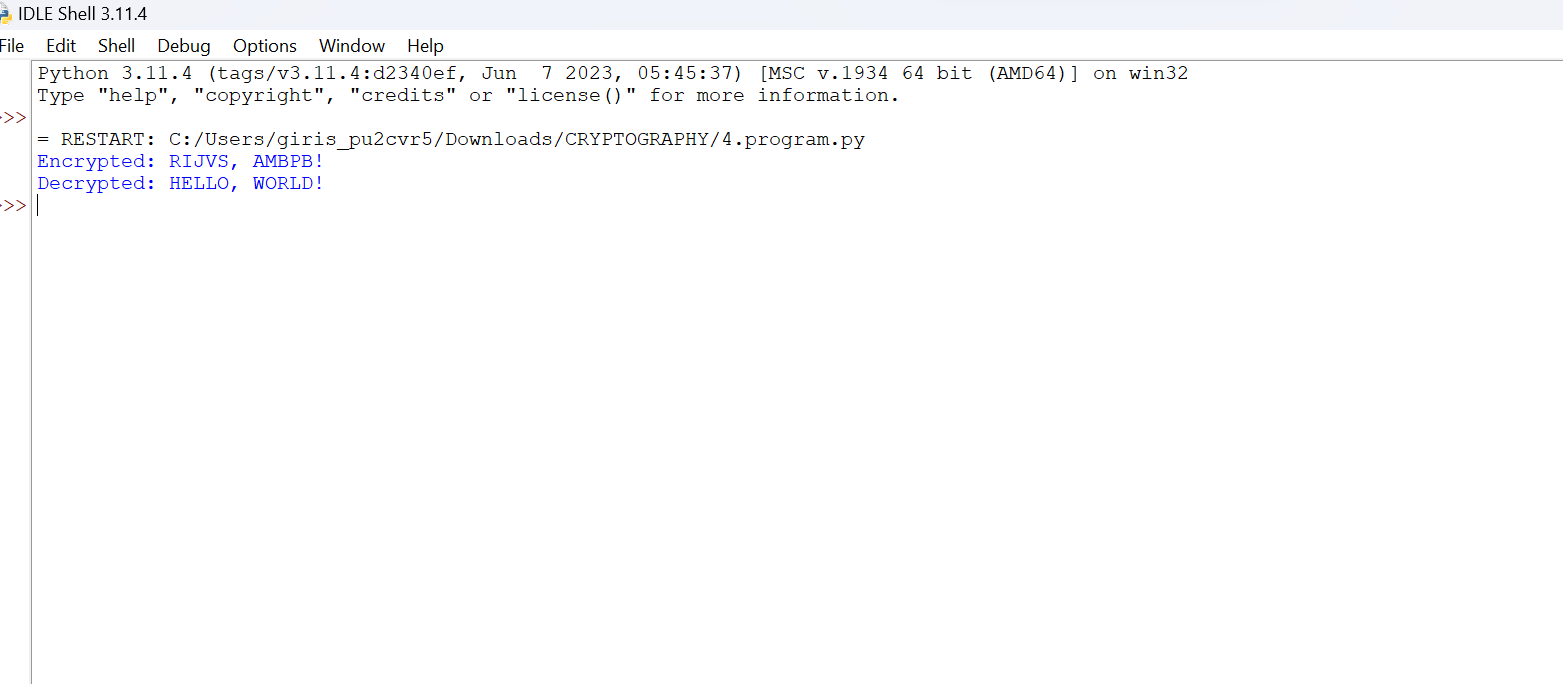 IDLE Shell 3.11.4
File Edit Shell Debug Options Window Help
Python 3.11.4 (tags/v3.11.4:d2340ef, Jun  7 2023, 05:45:37) [MSC v.1934 64 bit (AMD64)] on win32
Type "help", "copyright", "credits" or "license()" for more information.
>>>
= RESTART: C:/Users/giris_pu2cvr5/Downloads/CRYPTOGRAPHY/4.program.py
Encrypted: RIJVS, AMBPB!
Decrypted: HELLO, WORLD!
>>>